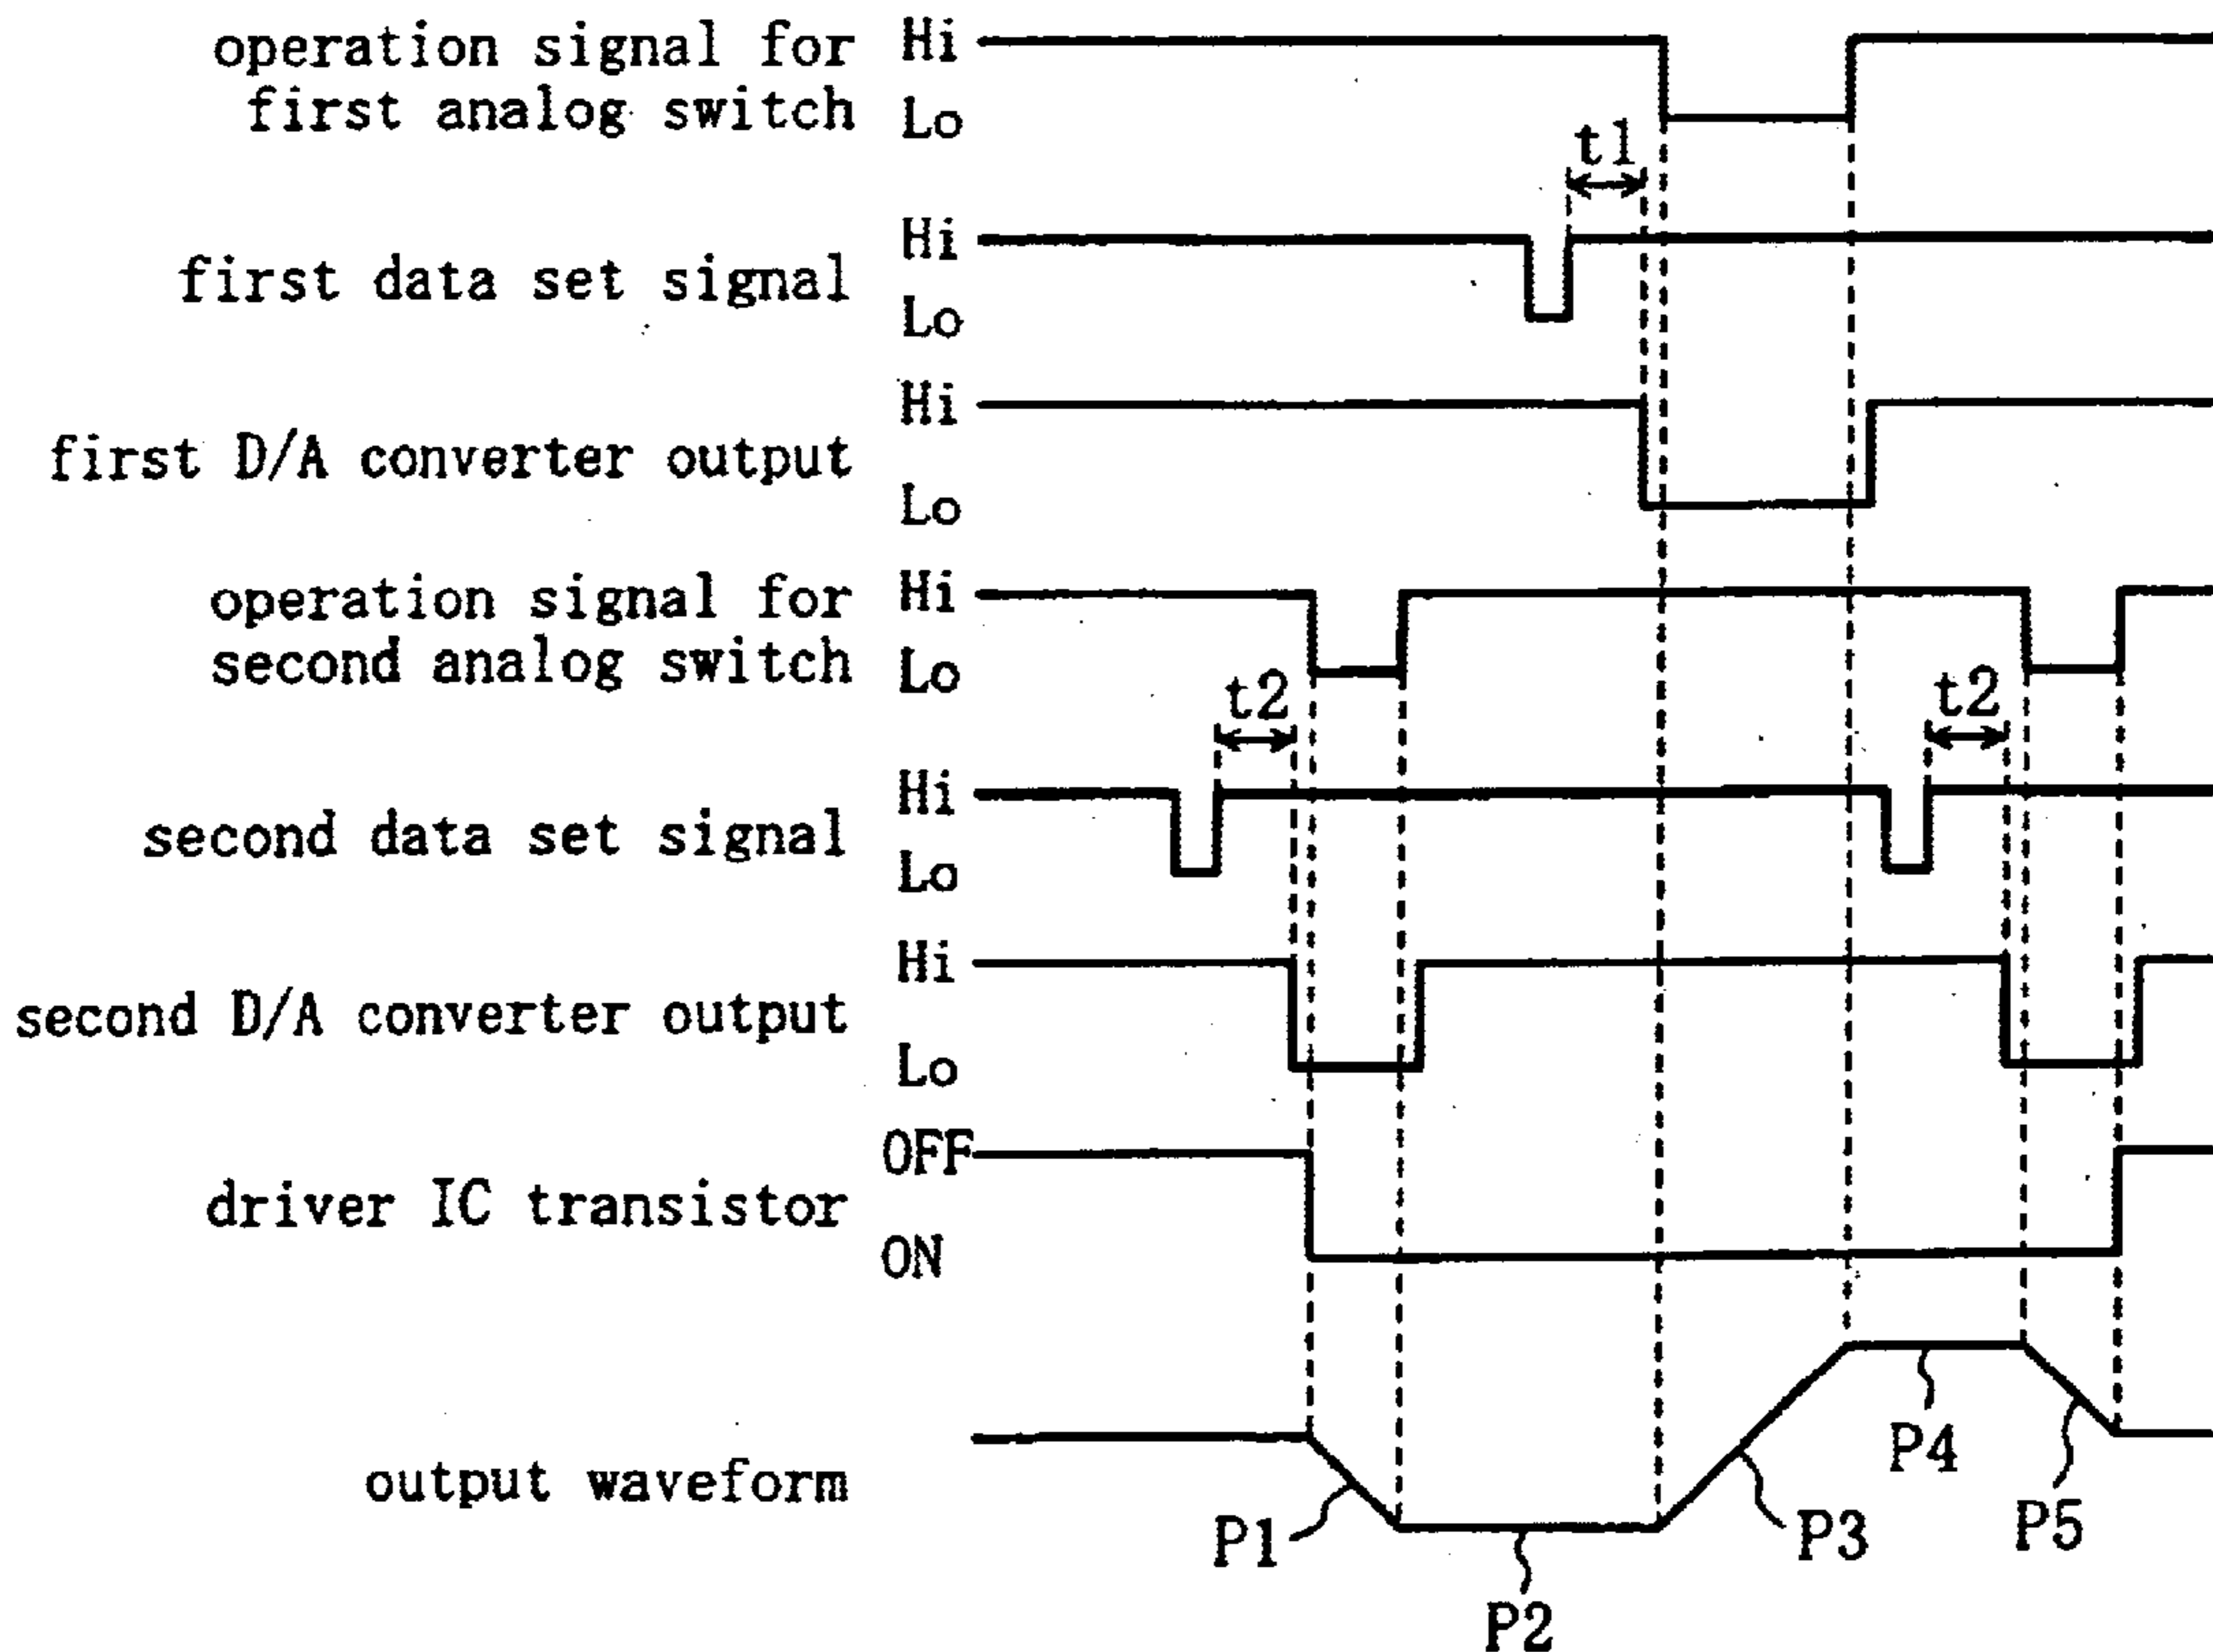 operation signal for
first analog switch
Hi
Lo
t1
first data set signal
Hi
Lo
first D/A converter output
Hi
Lo
operation signal for
second analog switch
Hi
Lo
t2
t2
second data set signal
Hi
Lo
second D/A converter output
Hi
Lo
driver IC transistor
OFF
ON
output waveform
P1
P2
P3
P4
P5